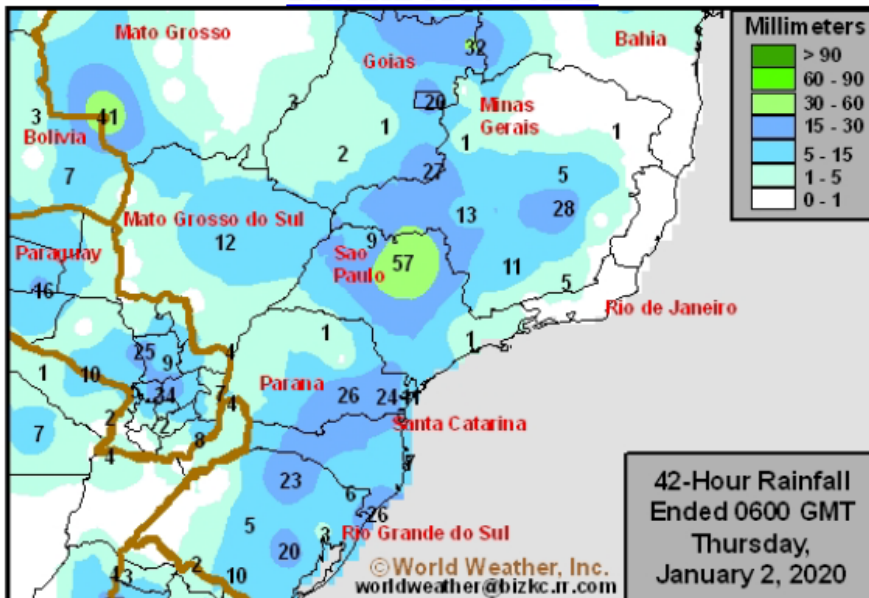 Mato Grosso
Bahia
Goias
32
20
3
3
41
Minas
Gerais
1
1
1
Bolivia
2
27
5
7
28
13
Mato Grosso do Sul
9
12
Paraguay
Sao
Paulo
57
11
16
5
Rio de Janeiro
1
1
25
4
9
1
10
Parana
26
24
7
4
34
2
2
Santa Catarina
7
8
4
7
23
6
26
5
Rio Grande do Sul
3
20
2
10
43
© World Weather, Inc.
worldweather@bizkc.rr.com
Millimeters
> 90
60 - 90
30 - 60
15 - 30
5 - 15
1 - 5
0 - 1
42-Hour Rainfall
Ended 0600 GMT
Thursday,
January 2, 2020